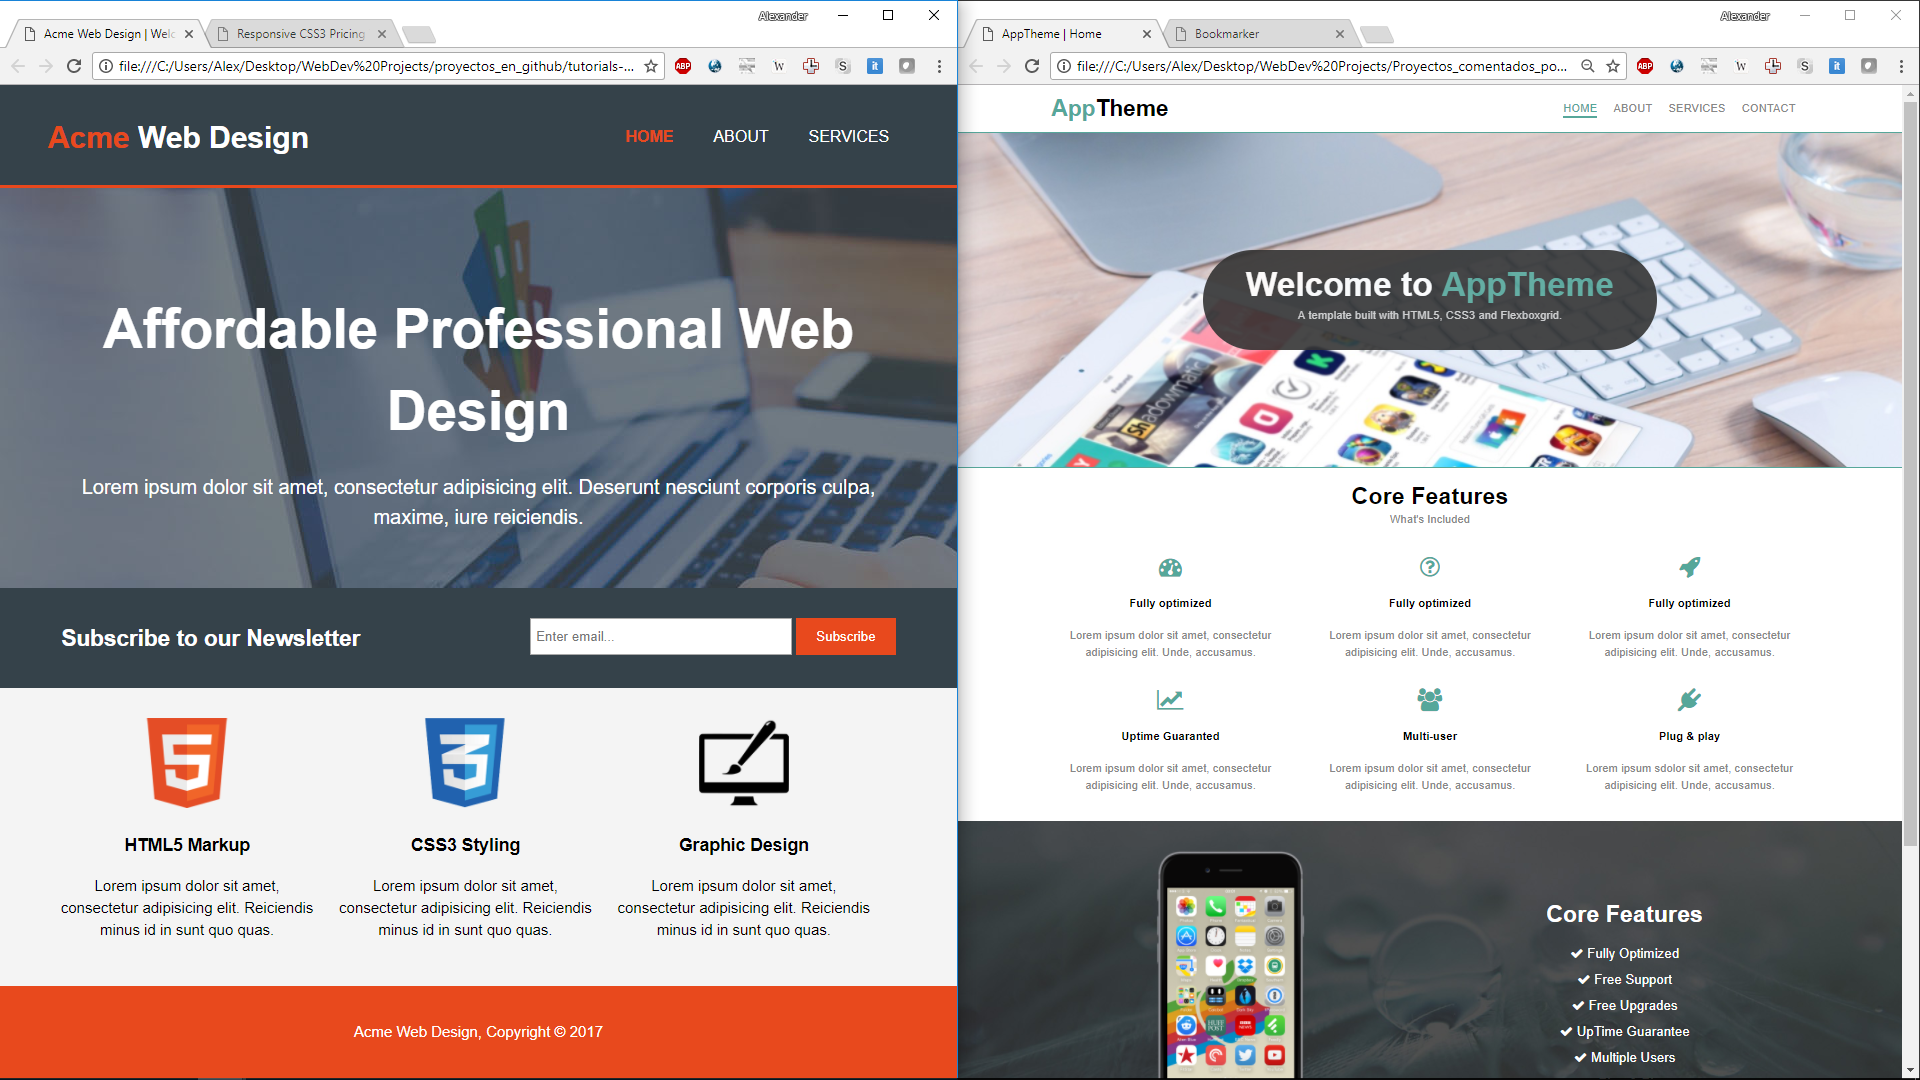 Alexander
Acme Web Design | Welc
Responsive CSS3 Pricing
file:///C:/Users/Alex/Desktop/WebDev%20Projects/proyectos_en_github/tutorials-...
ABP
W
S
it
Acme Web Design
HOME
ABOUT
SERVICES
Affordable Professional Web
Design
Lorem ipsum dolor sit amet, consectetur adipisicing elit. Deserunt nesciunt corporis culpa,
maxime, iure reiciendis.
Subscribe to our Newsletter
Enter email...
Subscribe
HTML5 Markup
Lorem ipsum dolor sit amet,
consectetur adipisicing elit. Reiciendis
minus id in sunt quo quas.
CSS3 Styling
Lorem ipsum dolor sit amet,
consectetur adipisicing elit. Reiciendis
minus id in sunt quo quas.
Graphic Design
Lorem ipsum dolor sit amet,
consectetur adipisicing elit. Reiciendis
minus id in sunt quo quas.
Acme Web Design, Copyright © 2017
Alexander
AppTheme | Home
Bookmarker
file:///C:/Users/Alex/Desktop/WebDev%20Projects/Proyectos_comentados_po...
ABP
W
S
it
AppTheme
HOME
ABOUT
SERVICES
CONTACT
Welcome to AppTheme
A template built with HTML5, CSS3 and Flexboxgrid.
Shadowmatic
Core Features
What's Included
Fully optimized
Lorem ipsum dolor sit amet, consectetur
adipisicing elit. Unde, accusamus.
Fully optimized
Lorem ipsum dolor sit amet, consectetur
adipisicing elit. Unde, accusamus.
Fully optimized
Lorem ipsum dolor sit amet, consectetur
adipisicing elit. Unde, accusamus.
Uptime Guaranted
Lorem ipsum dolor sit amet, consectetur
adipisicing elit. Unde, accusamus.
Multi-user
Lorem ipsum dolor sit amet, consectetur
adipisicing elit. Unde, accusamus.
Plug & play
Lorem ipsum sdolor sit amet, consectetur
adipisicing elit. Unde, accusamus.
Core Features
Fully Optimized
Free Support
Free Upgrades
UpTime Guarantee
Multiple Users